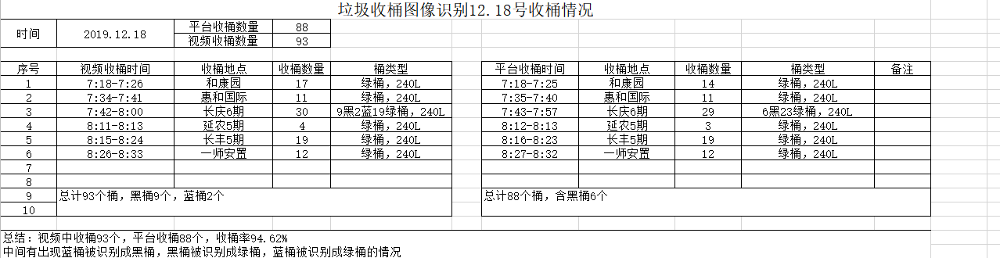 垃圾收桶图像识别12.18号收桶情况
时间 2019.12.18 平台收桶数量 88
视频收桶数量 93
序号 视频收桶时间 收桶地点 收桶数量 桶类型 平台收桶时间 收桶地点 收桶数量 桶类型 备注
1 7:18-7:26 和康园 17 绿桶，240L 7:18-7:25 和康园 14 绿桶，240L
2 7:34-7:41 惠和国际 11 绿桶，240L 7:35-7:40 惠和国际 11 绿桶，240L
3 7:42-8:00 长庆6期 30 9黑2蓝19绿桶，240L 7:43-7:57 长庆6期 29 6黑23绿桶，240L
4 8:11-8:13 延农5期 4 绿桶，240L 8:12-8:13 延农5期 3 绿桶，240L
5 8:15-8:24 长丰5期 19 绿桶，240L 8:16-8:23 长丰5期 19 绿桶，240L
6 8:26-8:33 一师安置 12 绿桶，240L 8:27-8:32 一师安置 12 绿桶，240L
7
8
9 总计93个桶，黑桶9个，蓝桶2个 总计88个桶，含黑桶6个
10
总结：视频中收桶93个，平台收桶88个，收桶率94.62%
中间有出现蓝桶被识别成黑桶，黑桶被识别成绿桶，蓝桶被识别成绿桶的情况